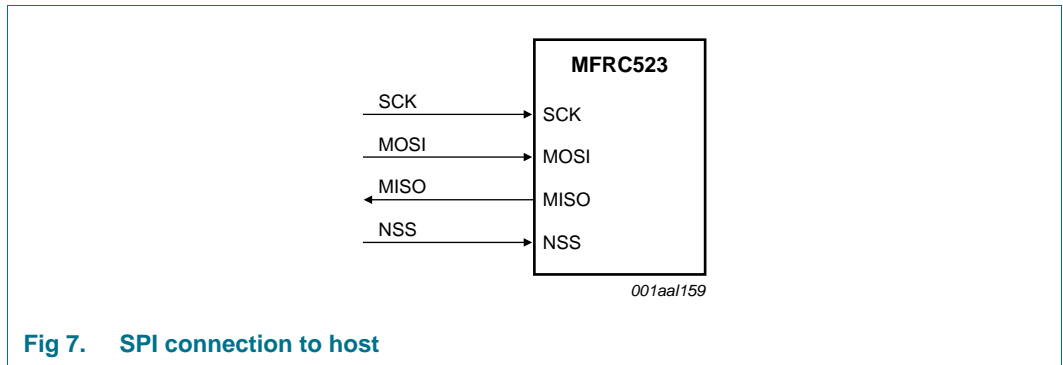 MFRC523
SCK SCK
MOSI MOSI
MISO MISO
NSS NSS
001aal159
Fig 7. SPI connection to host